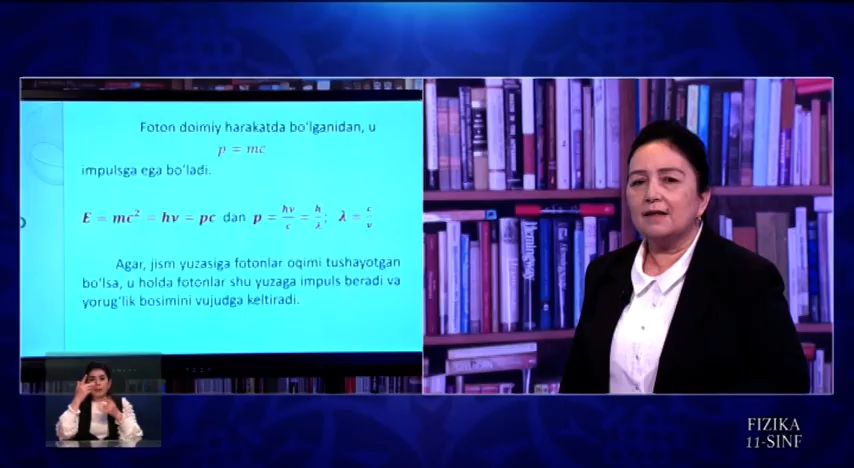 Foton doimiy harakatda bo'lganidan, u
p = mc
impulsga ega bo'ladi.
E = mc² = hν = pc dan p = hν/c = h/λ; λ = c/ν
Agar, jism yuzasiga fotonlar oqimi tushayotgan
bo'lsa, u holda fotonlar shu yuzaga impuls beradi va
yorug'lik bosimini vujudga keltiradi.
Hemingway
FIZIKA
11-SINF